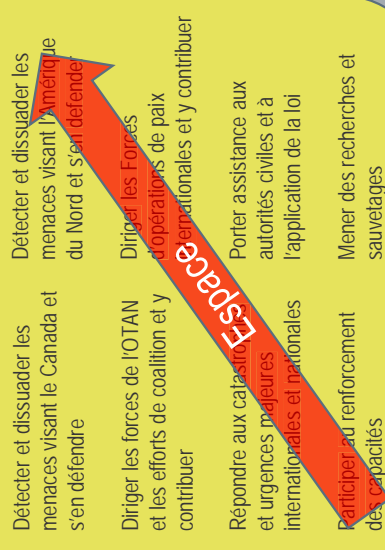 Détecter et dissuader les
menaces visant le Canada et
s'en défendre
Détecter et dissuader les
menaces visant l'Amérique
du Nord et s'en defender
Diriger les forces de l'OTAN
et les efforts de coalition et y
contribuer
Diriger les Forces
d'opérations de paix
internationales et y contribuer
Répondre aux catastrophes
et urgences majeures
internationales et nationales
Porter assistance aux
autorités civiles et à
l'application de la loi
Participer au renforcement
des capacités
Mener des recherches et
sauvetages
Espace